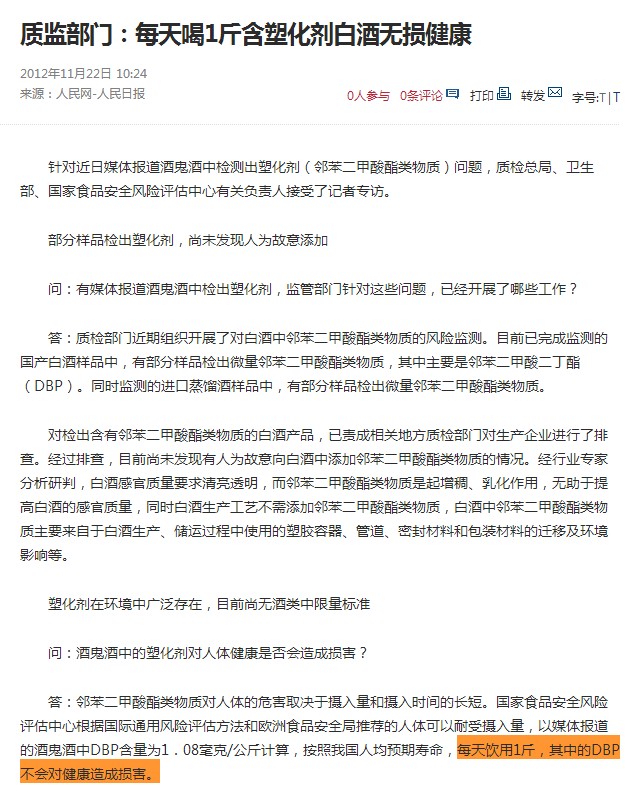 质监部门：每天喝1斤含塑化剂白酒无损健康
2012年11月22日 10:24
来源：人民网-人民日报
0人参与 0条评论 打印 转发 字号:T|T
针对近日媒体报道酒鬼酒中检测出塑化剂（邻苯二甲酸酯类物质）问题，质检总局、卫生
部、国家食品安全风险评估中心有关负责人接受了记者专访。
部分样品检出塑化剂，尚未发现人为故意添加
问：有媒体报道酒鬼酒中检出塑化剂，监管部门针对这些问题，已经开展了哪些工作？
答：质检部门近期组织开展了对白酒中邻苯二甲酸酯类物质的风险监测。目前已完成监测的
国产白酒样品中，有部分样品检出微量邻苯二甲酸酯类物质，其中主要是邻苯二甲酸二丁酯
（DBP）。同时监测的进口蒸馏酒样品中，有部分样品检出微量邻苯二甲酸酯类物质。
对检出含有邻苯二甲酸酯类物质的白酒产品，已责成相关地方质检部门对生产企业进行了排
查。经过排查，目前尚未发现有人为故意向白酒中添加邻苯二甲酸酯类物质的情况。经行业专家
分析研判，白酒感官质量要求清亮透明，而邻苯二甲酸酯类物质是起增稠、乳化作用，无助于提
高白酒的感官质量，同时白酒生产工艺不需添加邻苯二甲酸酯类物质，白酒中邻苯二甲酸酯类物
质主要来自于白酒生产、储运过程中使用的塑胶容器、管道、密封材料和包装材料的迁移及环境
影响等。
塑化剂在环境中广泛存在，目前尚无酒类中限量标准
问：酒鬼酒中的塑化剂对人体健康是否会造成损害？
答：邻苯二甲酸酯类物质对人体的危害取决于摄入量和摄入时间的长短。国家食品安全风险
评估中心根据国际通用风险评估方法和欧洲食品安全局推荐的人体可以耐受摄入量，以媒体报道
的酒鬼酒中DBP含量为1．08毫克/公斤计算，按照我国人均预期寿命，每天饮用1斤，其中的DBP
不会对健康造成损害。